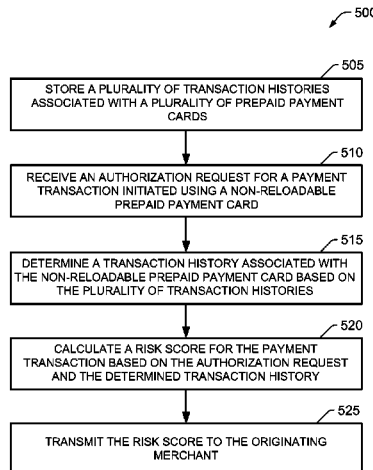 500
505
STORE A PLURALITY OF TRANSACTION HISTORIES
ASSOCIATED WITH A PLURALITY OF PREPAID PAYMENT
CARDS
510
RECEIVE AN AUTHORIZATION REQUEST FOR A PAYMENT
TRANSACTION INITIATED USING A NON-RELOADABLE
PREPAID PAYMENT CARD
515
DETERMINE A TRANSACTION HISTORY ASSOCIATED WITH
THE NON-RELOADABLE PREPAID PAYMENT CARD BASED ON
THE PLURALITY OF TRANSACTION HISTORIES
520
CALCULATE A RISK SCORE FOR THE PAYMENT
TRANSACTION BASED ON THE AUTHORIZATION REQUEST
AND THE DETERMINED TRANSACTION HISTORY
525
TRANSMIT THE RISK SCORE TO THE ORIGINATING
MERCHANT